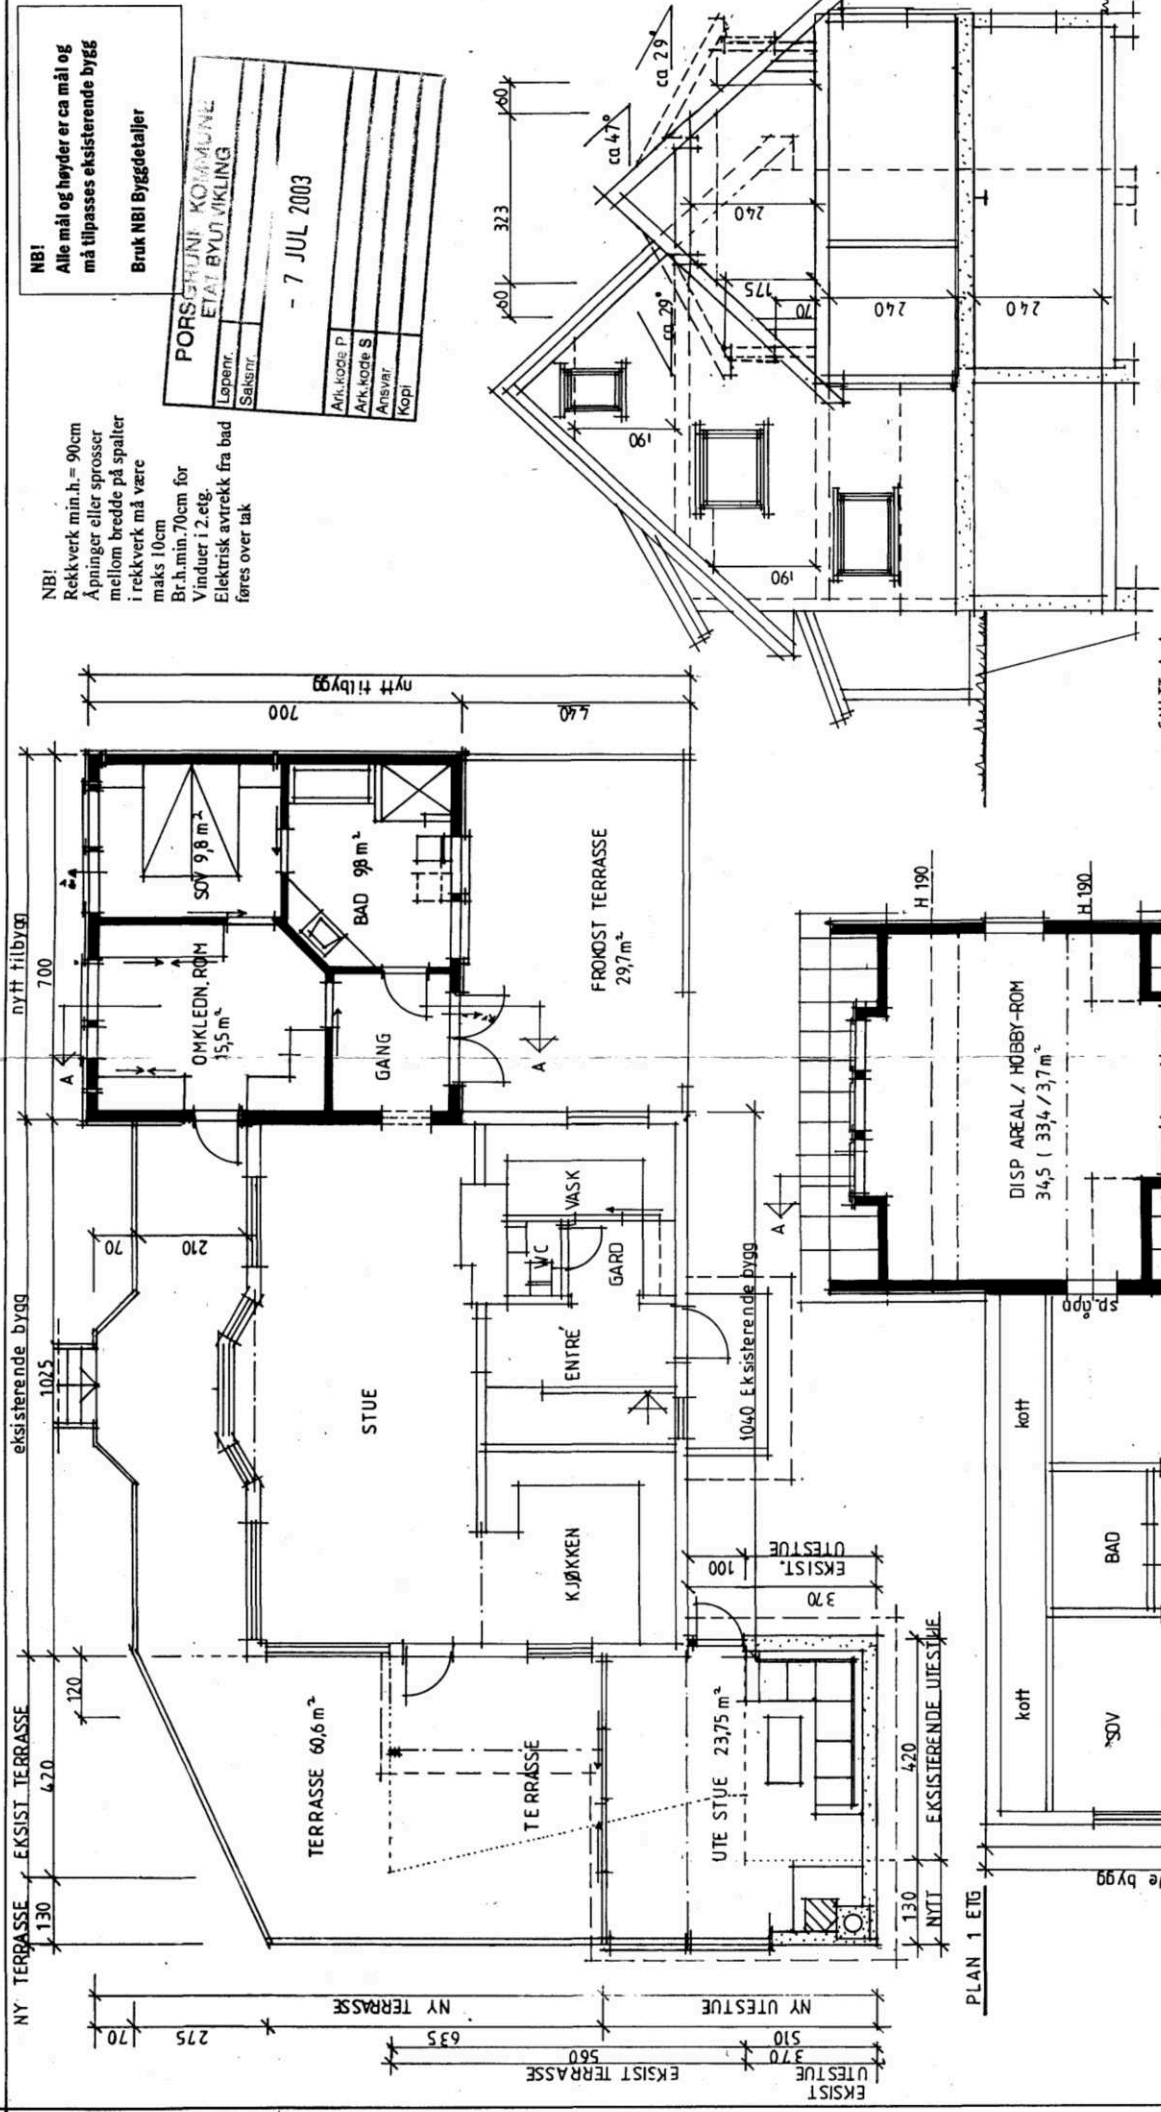 NB!
Alle mål og høyder er ca mål og
må tilpasses eksisterende bygg
Bruk NBI Byggdetaljer
PORSGRUNN KOMMUNE
ETAT BYUTVIKLING
Løpenr.
Saksnr.
- 7 JUL 2003
Ark.kode P
Ark.kode S
Ansvar
Kopi
NB!
Rekkverk min.h.= 90cm
Åpninger eller sprosser
mellom bredde på spalter
i rekkverk må være
maks 10cm
Br.h.min.70cm for
Vinduer i 2.etg.
Elektrisk avtrekk fra bad
føres over tak
60
323
60
ca 47°
ca 29°
ca 29°
240
175
70
190
190
240
240
NY TERRASSE
EKSIST TERRASSE
eksisterende bygg
nytt tilbygg
130
420
1025
700
120
70
210
700
440
nytt tilbygg
SOV 9,8 m²
OMKLEDN.ROM
15,5 m²
BAD 9,8 m²
GANG
A
A
FROKOST TERRASSE
29,7 m²
STUE
VASK
WC
GARD
ENTRÉ
KJØKKEN
1040 Eksisterende bygg
TERRASSE 60,6 m²
TERRASSE
UTE STUE 23,75 m²
100
EKSIST.
UTESTUE
370
130
420
NYTT
EKSISTERENDE UTESTUE
70
275
NY TERRASSE
NY UTESTUE
635
510
560
370
EKSIST TERRASSE
EKSIST
UTESTUE
PLAN 1 ETG
H 190
H 190
DISP AREAL / HOBBY-ROM
34,5 ( 33,4 / 3,7 m²
A
sp.åpn
kott
kott
BAD
SOV
bygg